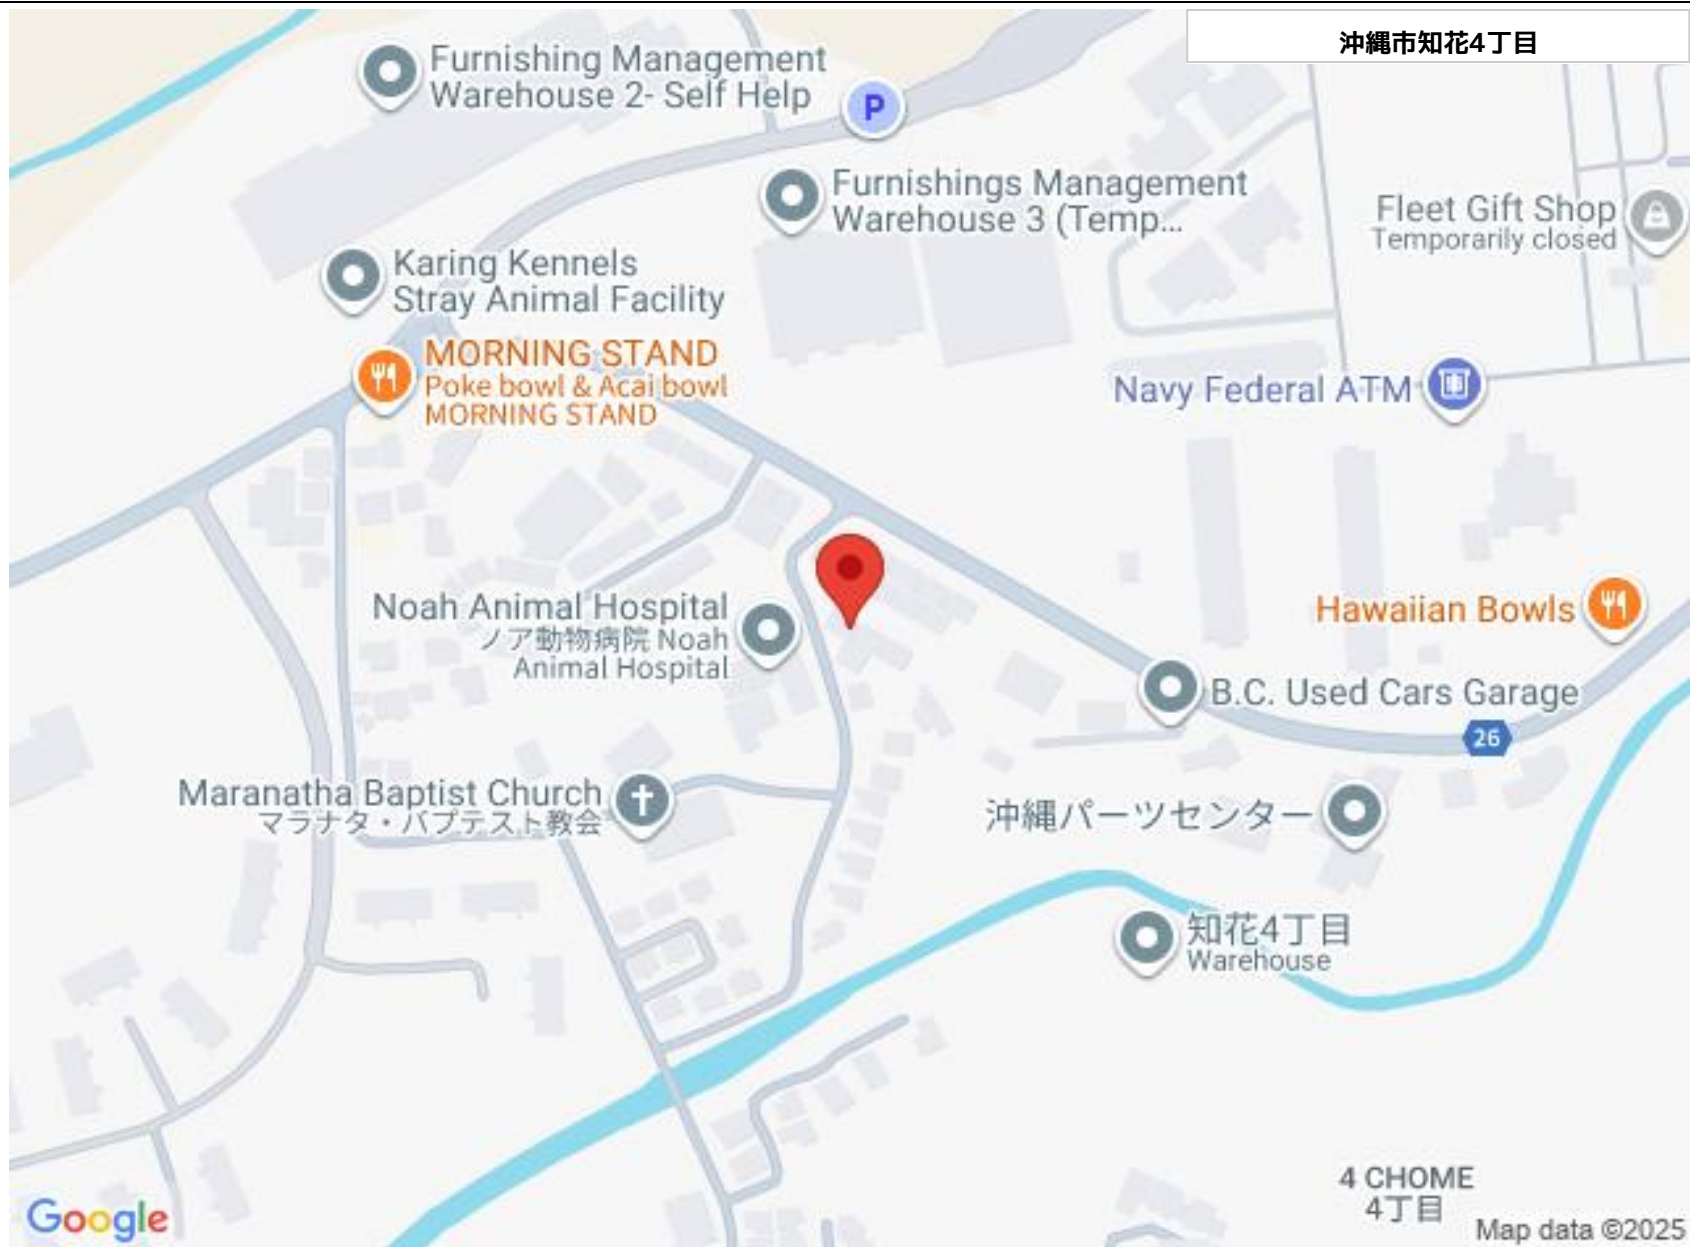 沖縄市知花4丁目
Furnishing Management
Warehouse 2- Self Help
P
Furnishings Management
Warehouse 3 (Temp...
Fleet Gift Shop
Temporarily closed
Karing Kennels
Stray Animal Facility
MORNING STAND
Poke bowl & Acai bowl
MORNING STAND
Navy Federal ATM
Noah Animal Hospital
ノア動物病院 Noah
Animal Hospital
Hawaiian Bowls
B.C. Used Cars Garage
26
Maranatha Baptist Church
マラナタ・バプテスト教会
沖縄パーツセンター
知花4丁目
Warehouse
4 CHOME
4丁目
Google
Map data ©2025